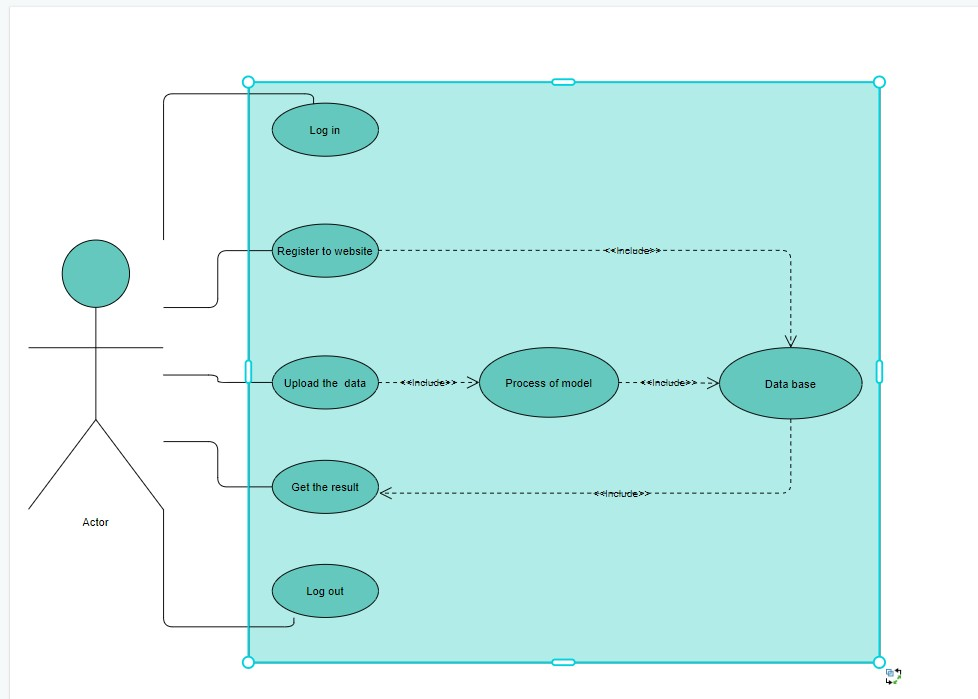 Log in
Register to website
<<Include>>
Upload the data
<<Include>>
Process of model
<<Include>>
Data base
Get the result
<<Include>>
Actor
Log out